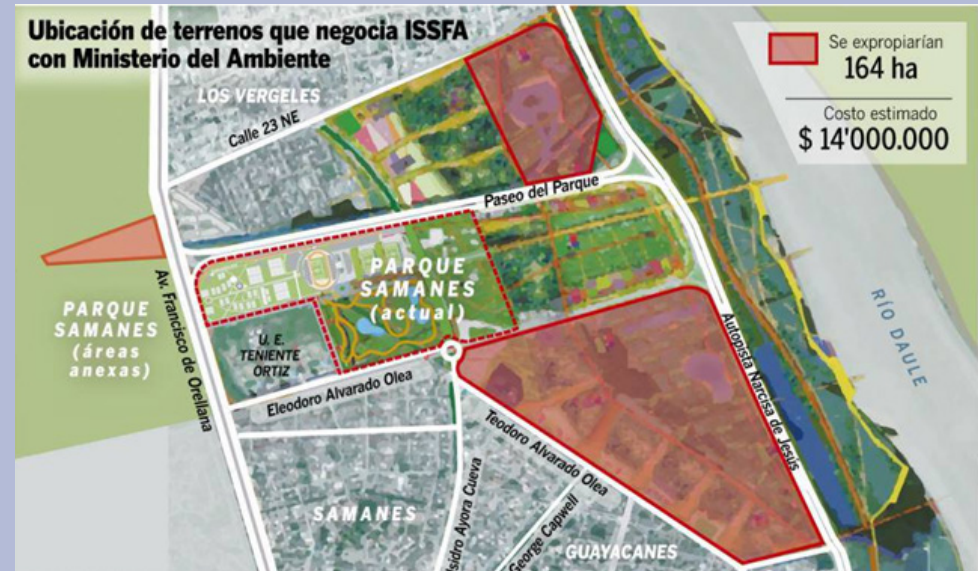 Ubicación de terrenos que negocia ISSFA
con Ministerio del Ambiente
Se expropiarían
164 ha
Costo estimado
$ 14'000.000
LOS VERGELES
Calle 23 NE
Paseo del Parque
PARQUE
SAMANES
(actual)
PARQUE
SAMANES
(áreas
anexas)
Av. Francisco de Orellana
U. E.
TENIENTE
ORTIZ
Eleodoro Alvarado Olea
Teodoro Alvarado Olea
Autopista Narcisa de Jesus
RÍO DAULE
SAMANES
Isidro Ayora Cueva
George Capwell
GUAYACANES